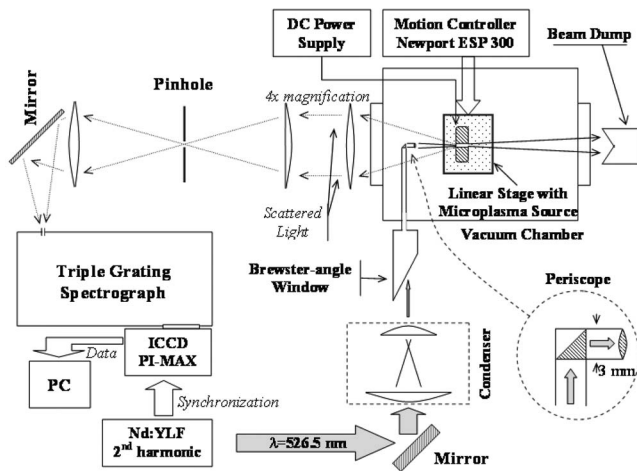 DC Power
Supply
Motion Controller
Newport ESP 300
Beam Dump
Mirror
Pinhole
4x magnification
Scattered
Light
Linear Stage with
Microplasma Source
Vacuum Chamber
Triple Grating
Spectrograph
Brewster-angle
Window
Periscope
3 mm
ICCD
PI-MAX
Data
PC
Condenser
Synchronization
Nd:YLF
2nd harmonic
λ=526.5 nm
Mirror